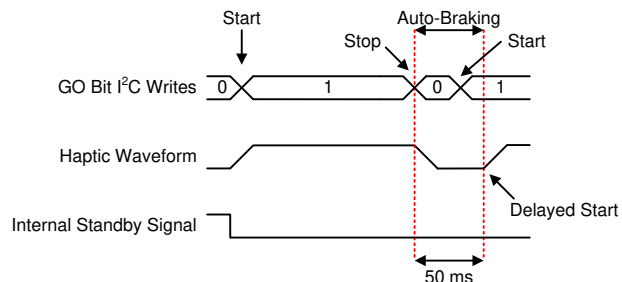 Start
Auto-Braking
Stop
Start
GO Bit I²C Writes
0
1
0
1
Haptic Waveform
Delayed Start
Internal Standby Signal
50 ms